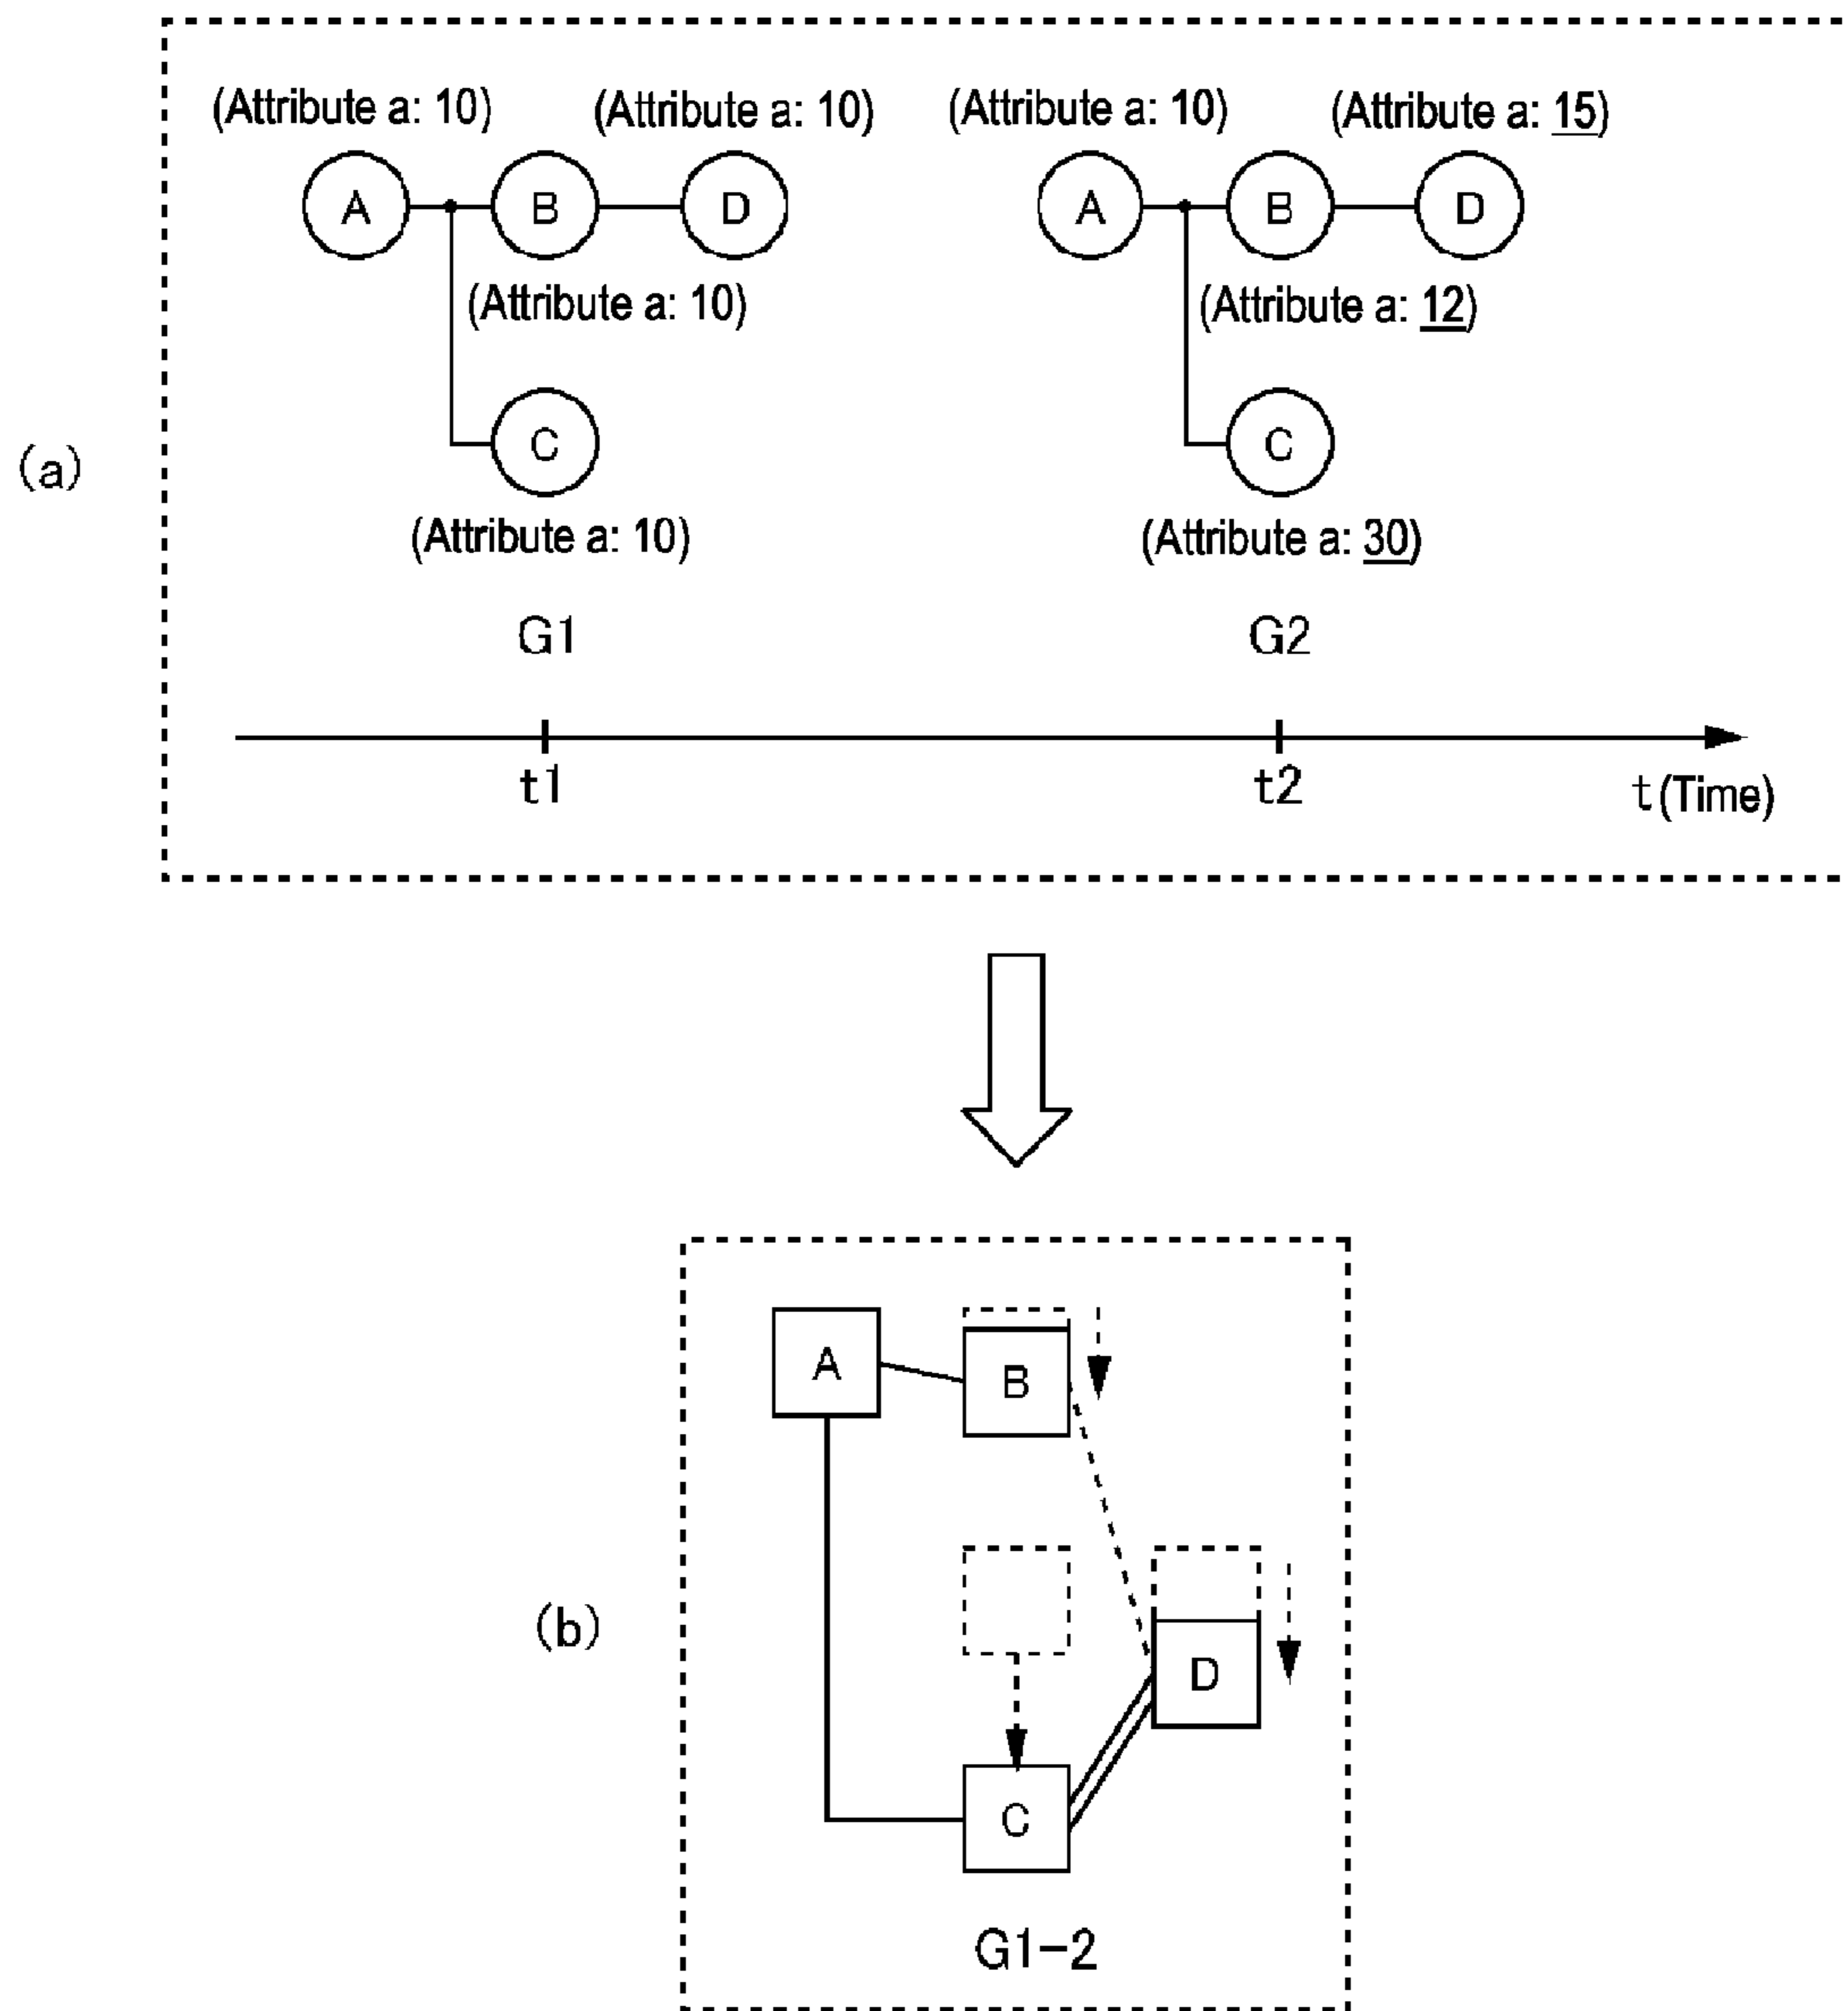 (a)
(Attribute a: 10) (Attribute a: 10) (Attribute a: 10) (Attribute a: 15)
A B D A B D
(Attribute a: 10) (Attribute a: 12)
C C
(Attribute a: 10) (Attribute a: 30)
G1 G2
t1 t2 t(Time)
(b)
A B
D
C
G1-2